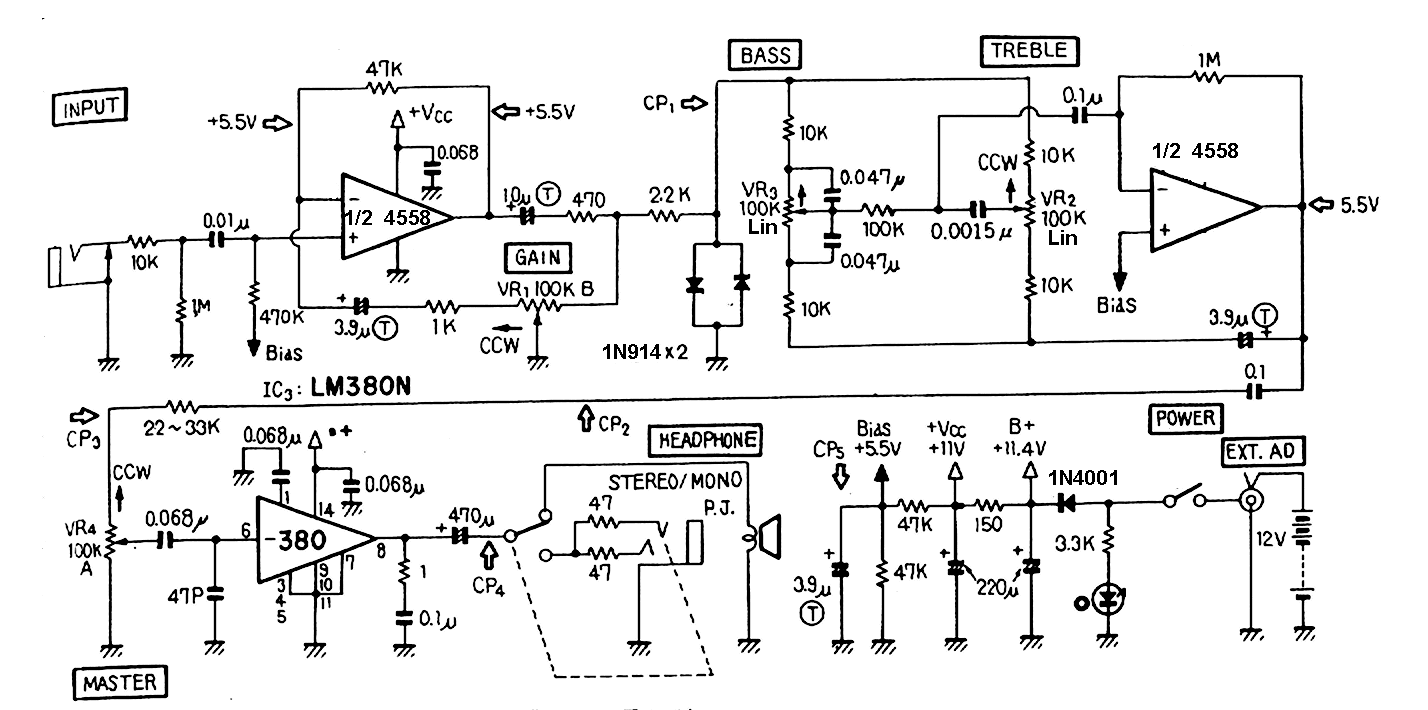 BASS
TREBLE
INPUT
47K
+5.5V
+Vcc
+5.5V
0.068
1/2 4558
10μ T
470
2.2K
CP1
10K
VR3
100K
Lin
0.047μ
0.047μ
100K
10K
0.0015μ
CCW
10K
VR2
100K
Lin
10K
0.1μ
1M
1/2 4558
5.5V
Bias
3.9μ T
0.1
0.01μ
10K
1M
470K
Bias
GAIN
VR1 100K B
3.9μ T
1K
CCW
1N914x2
IC3: LM380N
CP3
22~33K
CP2
CCW
VR4
100K
A
0.068μ
47P
0.068μ
0.068μ
1
14
6
380
8
7
3
4
5
9
10
11
1
0.1μ
470μ
CP4
HEADPHONE
STEREO/MONO
P.J.
47
47
MASTER
CP5
Bias
+5.5V
+Vcc
+11V
B+
+11.4V
POWER
EXT. AD
1N4001
47K
150
3.3K
12V
3.9μ
T
47K
220μ